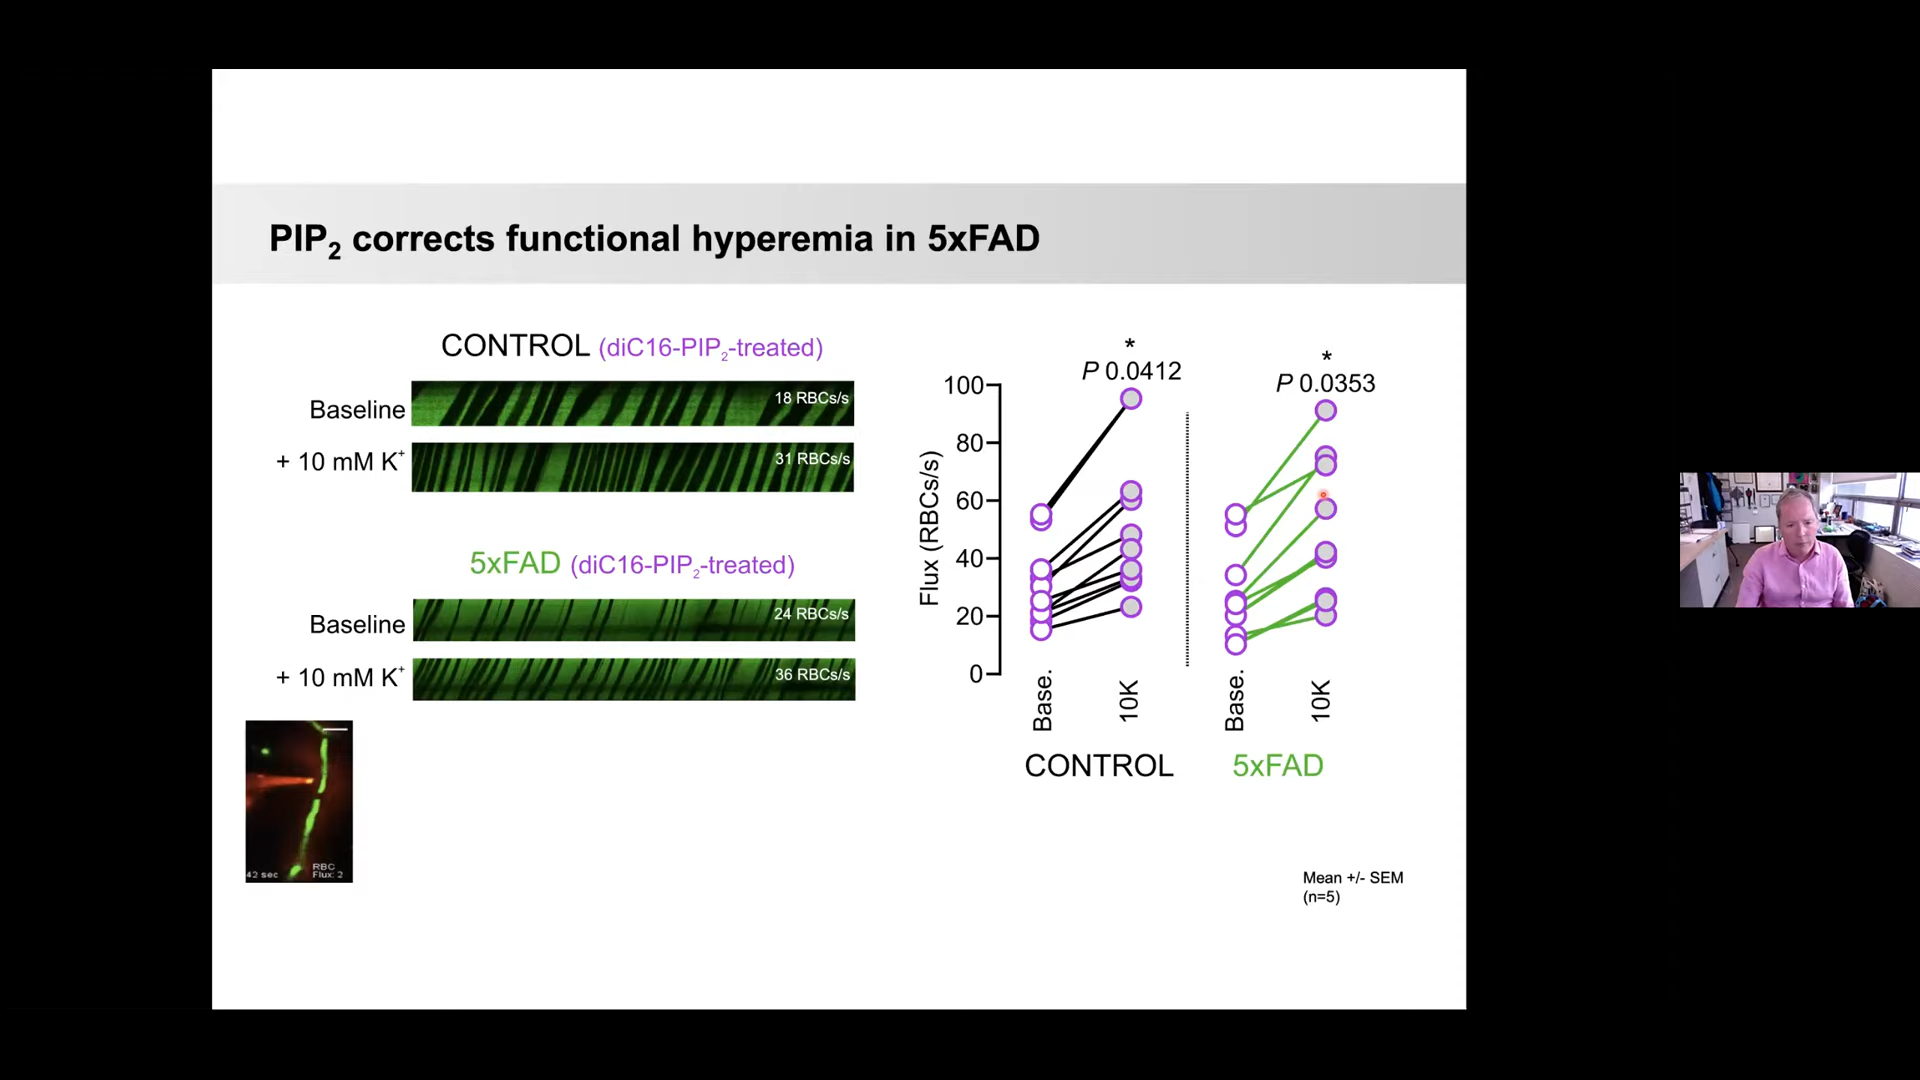 PIP2 corrects functional hyperemia in 5xFAD
CONTROL (diC16-PIP2-treated)
Baseline
18 RBCs/s
+ 10 mM K+
31 RBCs/s
5xFAD (diC16-PIP2-treated)
Baseline
24 RBCs/s
+ 10 mM K+
36 RBCs/s
42 sec
RBC
Flux: 2
*
P 0.0412
*
P 0.0353
Flux (RBCs/s)
100
80
60
40
20
0
Base.
10K
Base.
10K
CONTROL
5xFAD
Mean +/- SEM
(n=5)